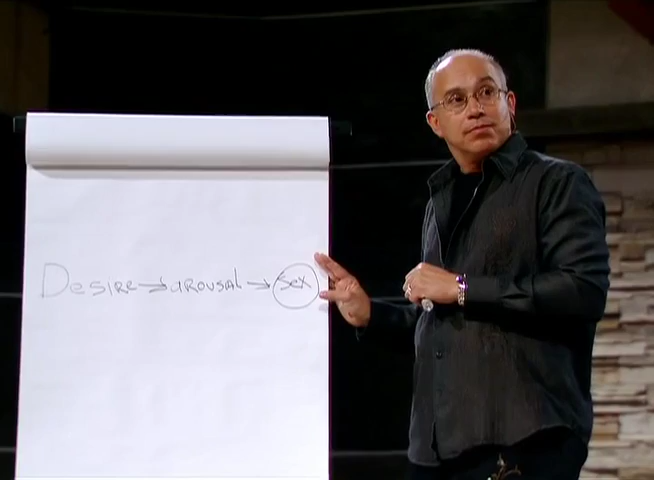 Desire → arousal → sex